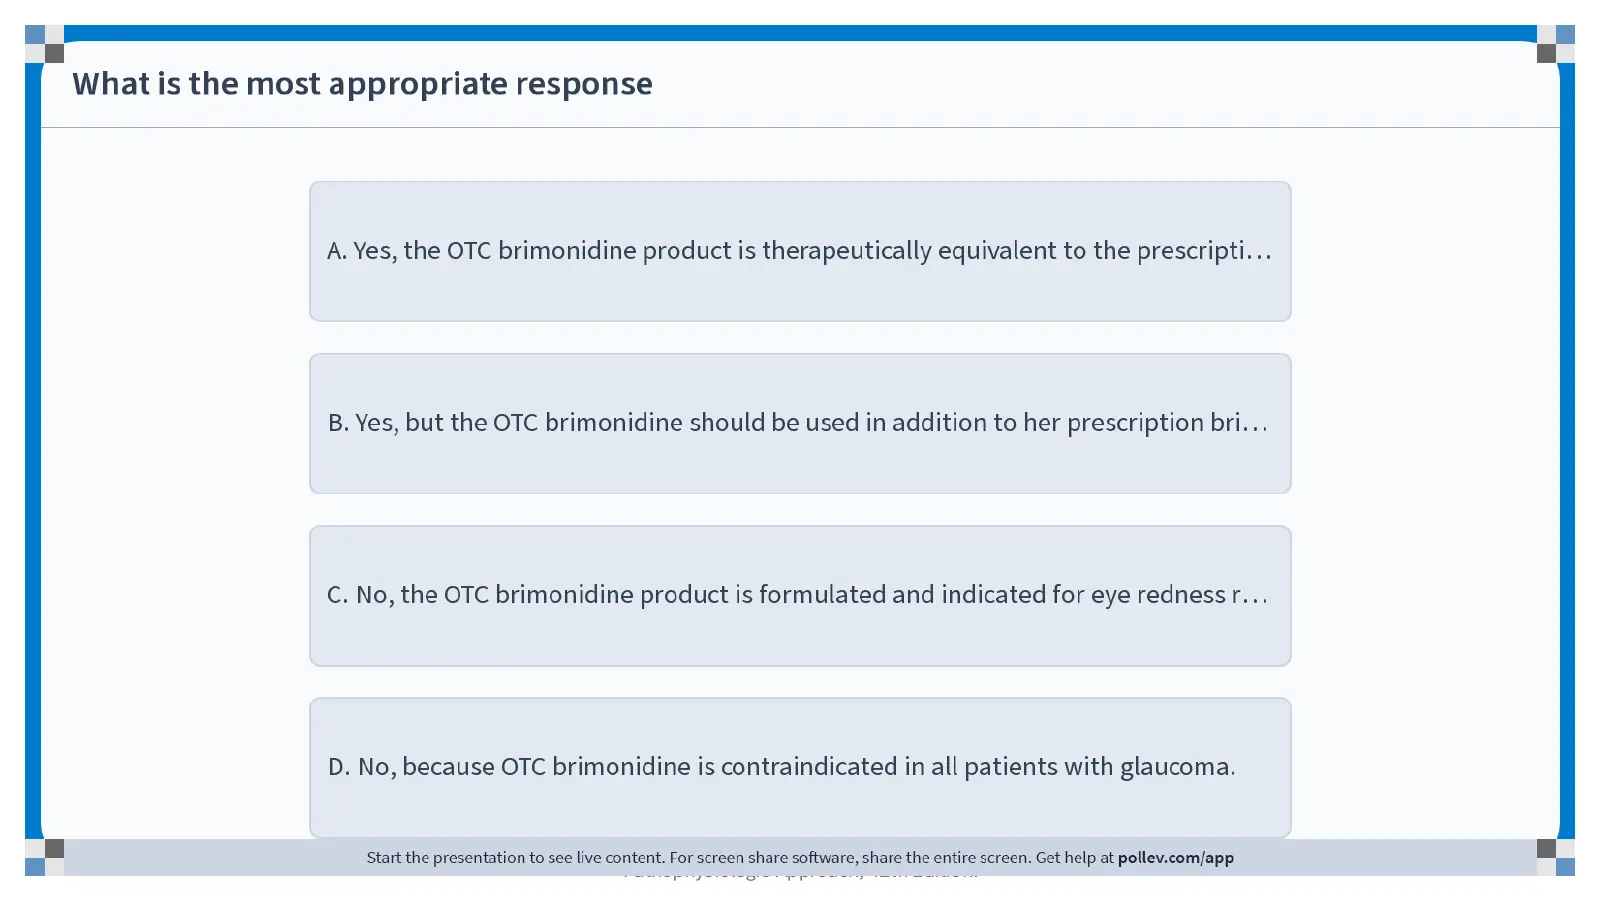 What is the most appropriate response
A. Yes, the OTC brimonidine product is therapeutically equivalent to the prescripti…
B. Yes, but the OTC brimonidine should be used in addition to her prescription bri…
C. No, the OTC brimonidine product is formulated and indicated for eye redness r…
D. No, because OTC brimonidine is contraindicated in all patients with glaucoma.
Start the presentation to see live content. For screen share software, share the entire screen. Get help at pollev.com/app